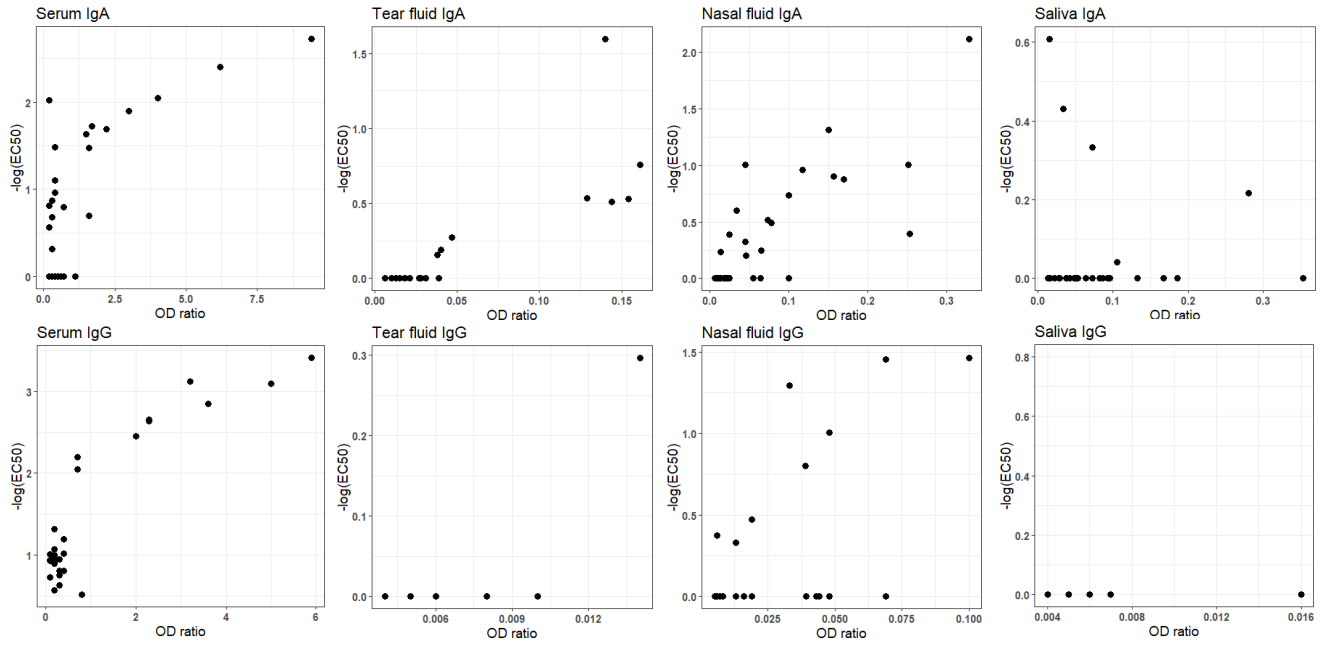 Serum IgA
-log(EC50)
2
1
0
0.0 2.5 5.0 7.5
OD ratio
Tear fluid IgA
-log(EC50)
1.5
1.0
0.5
0.0
0.00 0.05 0.10 0.15
OD ratio
Nasal fluid IgA
-log(EC50)
2.0
1.5
1.0
0.5
0.0
0.0 0.1 0.2 0.3
OD ratio
Saliva IgA
-log(EC50)
0.6
0.4
0.2
0.0
0.0 0.1 0.2 0.3
OD ratio
Serum IgG
-log(EC50)
3
2
1
0 2 4 6
OD ratio
Tear fluid IgG
-log(EC50)
0.3
0.2
0.1
0.0
0.006 0.009 0.012
OD ratio
Nasal fluid IgG
-log(EC50)
1.5
1.0
0.5
0.0
0.025 0.050 0.075 0.100
OD ratio
Saliva IgG
-log(EC50)
0.8
0.6
0.4
0.2
0.0
0.004 0.008 0.012 0.016
OD ratio